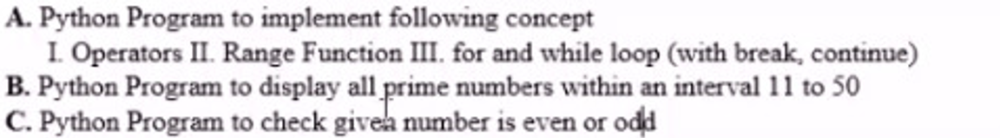 A. Python Program to implement following concept
I. Operators II. Range Function III. for and while loop (with break, continue)
B. Python Program to display all prime numbers within an interval 11 to 50
C. Python Program to check given number is even or odd